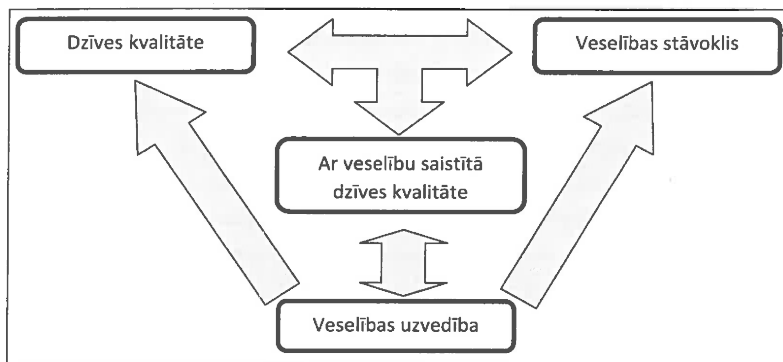 Dzīves kvalitāte
Veselības stāvoklis
Ar veselību saistītā
dzīves kvalitāte
Veselības uzvedība